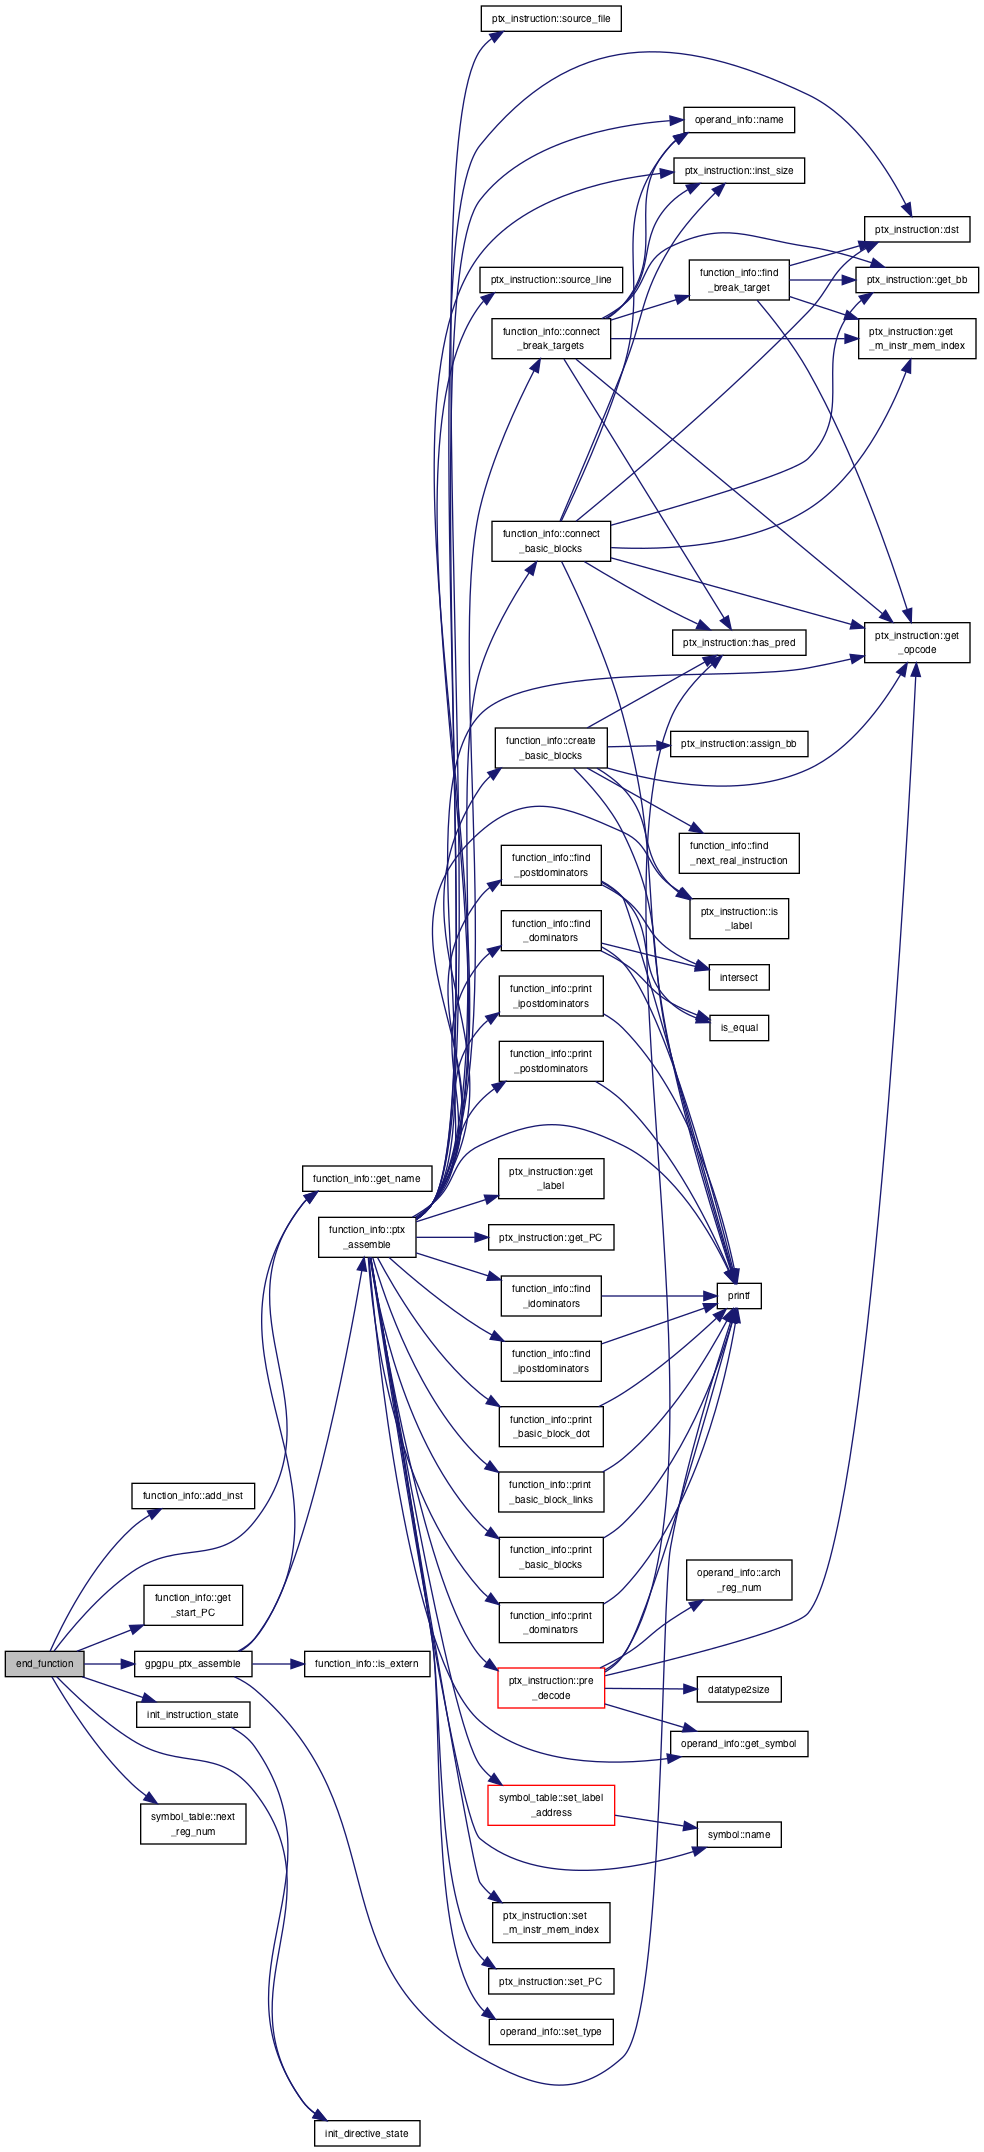 ptx_instruction::source_file
operand_info::name
ptx_instruction::inst_size
ptx_instruction::dst
ptx_instruction::source_line
function_info::find
_break_target
ptx_instruction::get_bb
function_info::connect
_break_targets
ptx_instruction::get
_m_instr_mem_index
function_info::connect
_basic_blocks
ptx_instruction::has_pred
ptx_instruction::get
_opcode
function_info::create
_basic_blocks
ptx_instruction::assign_bb
function_info::find
_next_real_instruction
function_info::find
_postdominators
ptx_instruction::is
_label
function_info::find
_dominators
intersect
function_info::print
_ipostdominators
is_equal
function_info::print
_postdominators
function_info::get_name
ptx_instruction::get
_label
function_info::ptx
_assemble
ptx_instruction::get_PC
function_info::find
_idominators
printf
function_info::find
_ipostdominators
function_info::print
_basic_block_dot
function_info::print
_basic_block_links
function_info::add_inst
function_info::print
_basic_blocks
operand_info::arch
_reg_num
function_info::get
_start_PC
function_info::print
_dominators
end_function
gpgpu_ptx_assemble
function_info::is_extern
ptx_instruction::pre
_decode
datatype2size
init_instruction_state
operand_info::get_symbol
symbol_table::next
_reg_num
symbol_table::set_label
_address
symbol::name
ptx_instruction::set
_m_instr_mem_index
ptx_instruction::set_PC
operand_info::set_type
init_directive_state